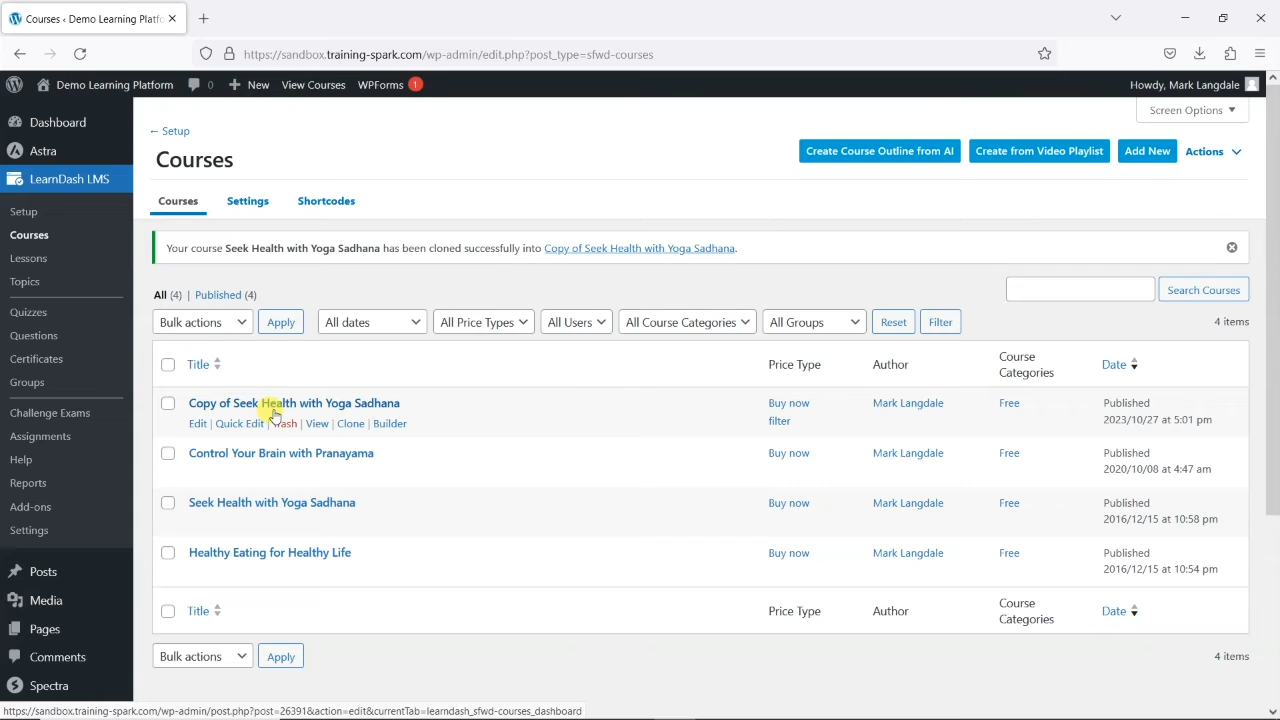 Courses ‹ Demo Learning Platfo
https://sandbox.training-spark.com/wp-admin/edit.php?post_type=sfwd-courses
Demo Learning Platform 0 New View Courses WPForms 1 Howdy, Mark Langdale
Screen Options
Dashboard
Astra
LearnDash LMS
Setup
Courses
Lessons
Topics
Quizzes
Questions
Certificates
Groups
Challenge Exams
Assignments
Help
Reports
Add-ons
Settings
Posts
Media
Pages
Comments
Spectra
← Setup
Courses
Create Course Outline from AI Create from Video Playlist Add New Actions
Courses Settings Shortcodes
Your course Seek Health with Yoga Sadhana has been cloned successfully into Copy of Seek Health with Yoga Sadhana.
All (4) | Published (4)
Search Courses
Bulk actions Apply All dates All Price Types All Users All Course Categories All Groups Reset Filter 4 items
Title Price Type Author Course Categories Date
Copy of Seek Health with Yoga Sadhana Buy now Mark Langdale Free Published
Edit | Quick Edit | Trash | View | Clone | Builder filter 2023/10/27 at 5:01 pm
Control Your Brain with Pranayama Buy now Mark Langdale Free Published
2020/10/08 at 4:47 am
Seek Health with Yoga Sadhana Buy now Mark Langdale Free Published
2016/12/15 at 10:58 pm
Healthy Eating for Healthy Life Buy now Mark Langdale Free Published
2016/12/15 at 10:54 pm
Title Price Type Author Course Categories Date
Bulk actions Apply 4 items
https://sandbox.training-spark.com/wp-admin/post.php?post=26391&action=edit&currentTab=learndash_sfwd-courses_dashboard